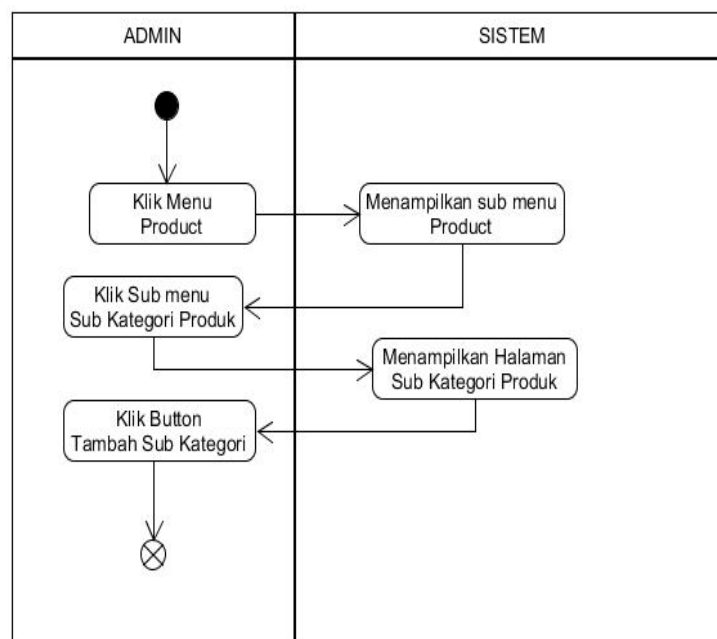 ADMIN
SISTEM
Klik Menu
Product
Menampilkan sub menu
Product
Klik Sub menu
Sub Kategori Produk
Menampilkan Halaman
Sub Kategori Produk
Klik Button
Tambah Sub Kategori